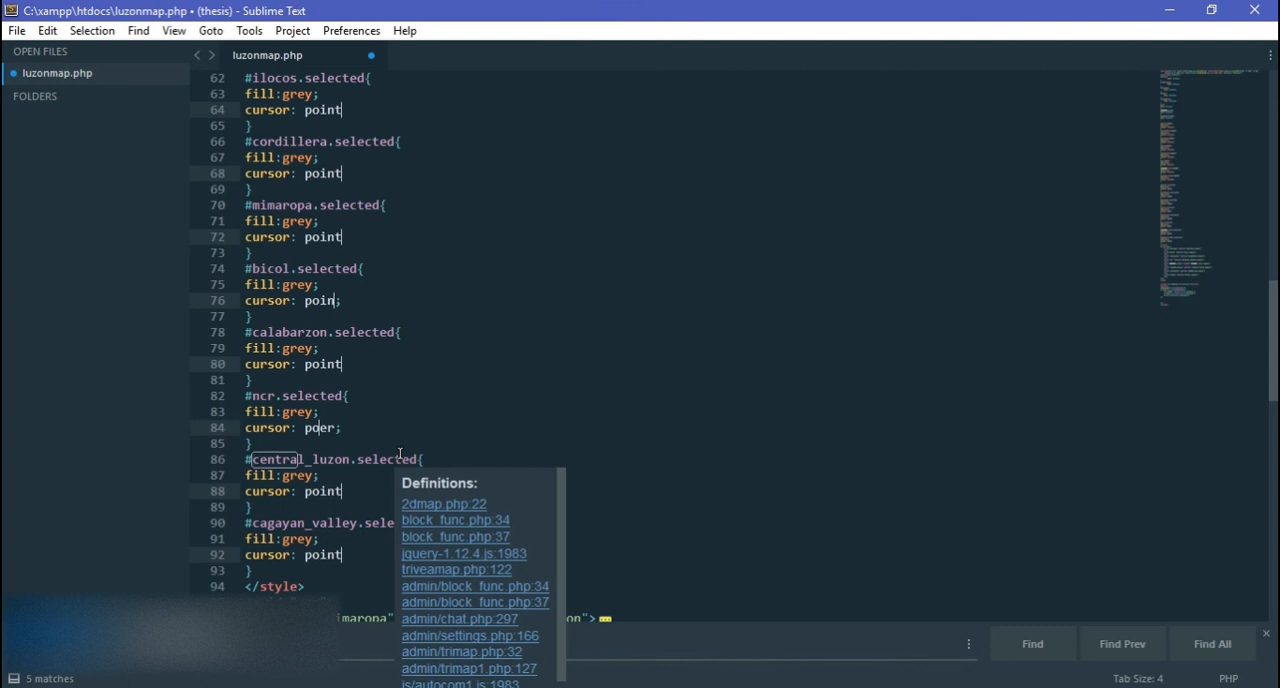 C:\xampp\htdocs\luzonmap.php • (thesis) - Sublime Text
File Edit Selection Find View Goto Tools Project Preferences Help
OPEN FILES
luzonmap.php
FOLDERS
luzonmap.php
62 #ilocos.selected{
63 fill:grey;
64 cursor: point
65 }
66 #cordillera.selected{
67 fill:grey;
68 cursor: point
69 }
70 #mimaropa.selected{
71 fill:grey;
72 cursor: point
73 }
74 #bicol.selected{
75 fill:grey;
76 cursor: poin;
77 }
78 #calabarzon.selected{
79 fill:grey;
80 cursor: point
81 }
82 #ncr.selected{
83 fill:grey;
84 cursor: poer;
85 }
86 #central_luzon.selected{
87 fill:grey;
88 cursor: point
89 }
90 #cagayan_valley.sele
91 fill:grey;
92 cursor: point
93 }
94 </style>
imaropa" on">
Definitions:
2dmap.php:22
block_func.php:34
block_func.php:37
jquery-1.12.4.js:1983
triveamap.php:122
admin/block_func.php:34
admin/block_func.php:37
admin/chat.php:297
admin/settings.php:166
admin/trimap.php:32
admin/trimap1.php:127
js/autocom1.js:1983
Find Find Prev Find All
5 matches
Tab Size: 4 PHP